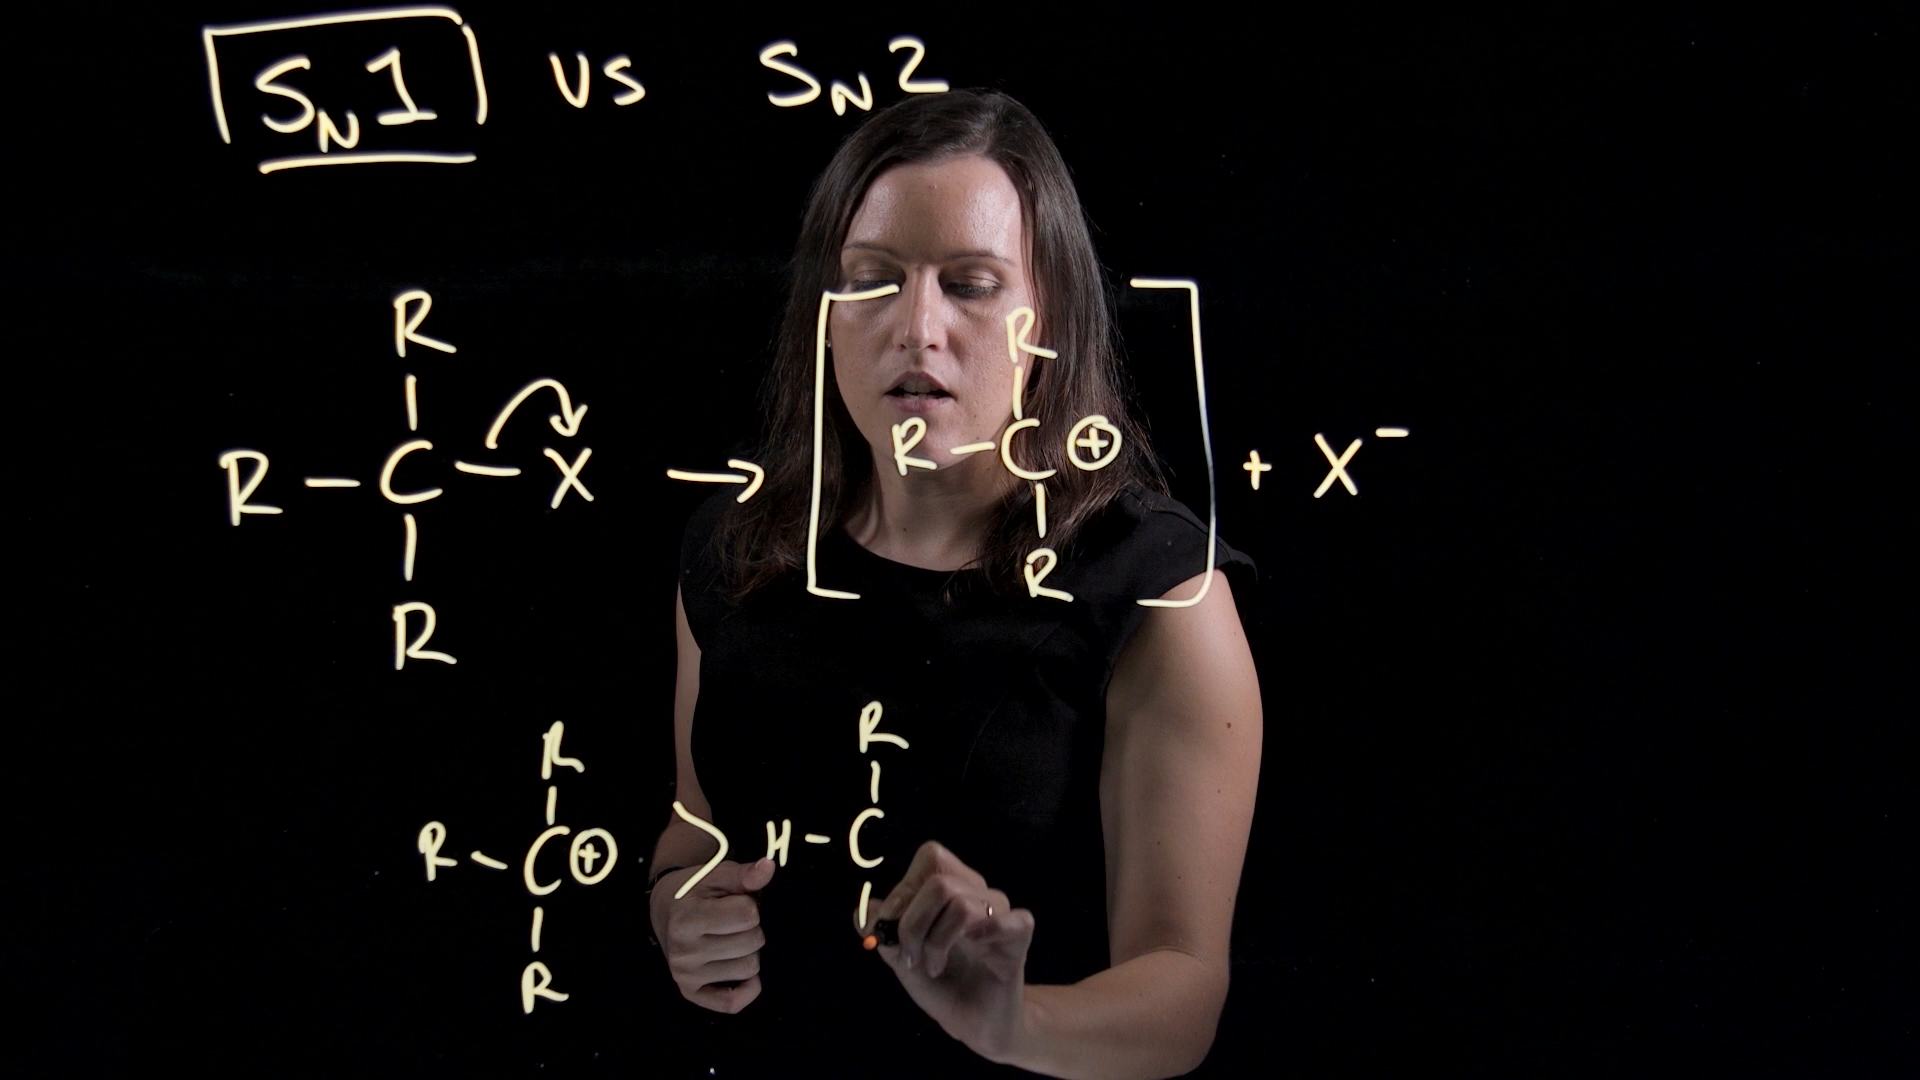 SN1 vs SN2
R
R
R - C - X → [ R - C ⊕ ] + X⁻
R
R
R
R
R - C ⊕ > H - C
R